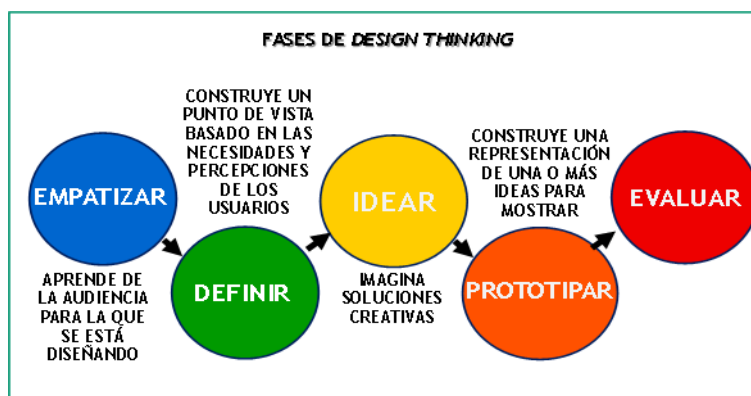 FASES DE DESIGN THINKING
EMPATIZAR
APRENDE DE
LA AUDIENCIA
PARA LA QUE
SE ESTÁ
DISEÑANDO
CONSTRUYE UN
PUNTO DE VISTA
BASADO EN LAS
NECESIDADES Y
PERCEPCIONES
DE LOS
USUARIOS
DEFINIR
IDEAR
IMAGINA
SOLUCIONES
CREATIVAS
CONSTRUYE UNA
REPRESENTACIÓN
DE UNA O MÁS
IDEAS PARA
MOSTRAR
PROTOTIPAR
EVALUAR